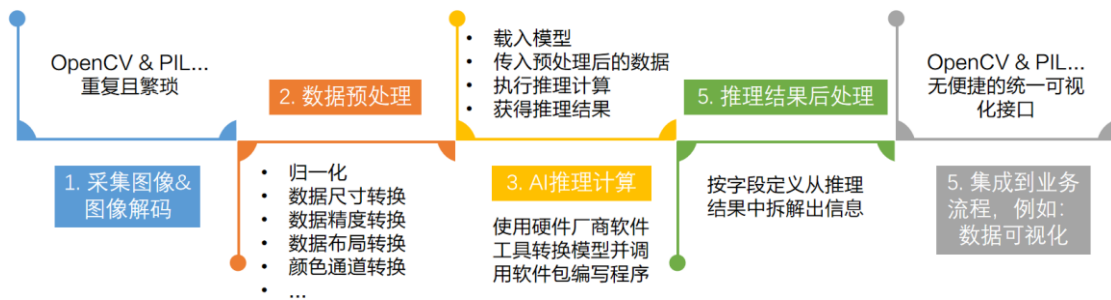 OpenCV & PIL...
重复且繁琐
1. 采集图像&
图像解码
2. 数据预处理
• 归一化
• 数据尺寸转换
• 数据精度转换
• 数据布局转换
• 颜色通道转换
• ...
• 载入模型
• 传入预处理后的数据
• 执行推理计算
• 获得推理结果
3. AI推理计算
使用硬件厂商软件
工具转换模型并调
用软件包编写程序
5. 推理结果后处理
按字段定义从推理
结果中拆解出信息
OpenCV & PIL...
无便捷的统一可视
化接口
5. 集成到业务
流程，例如：
数据可视化